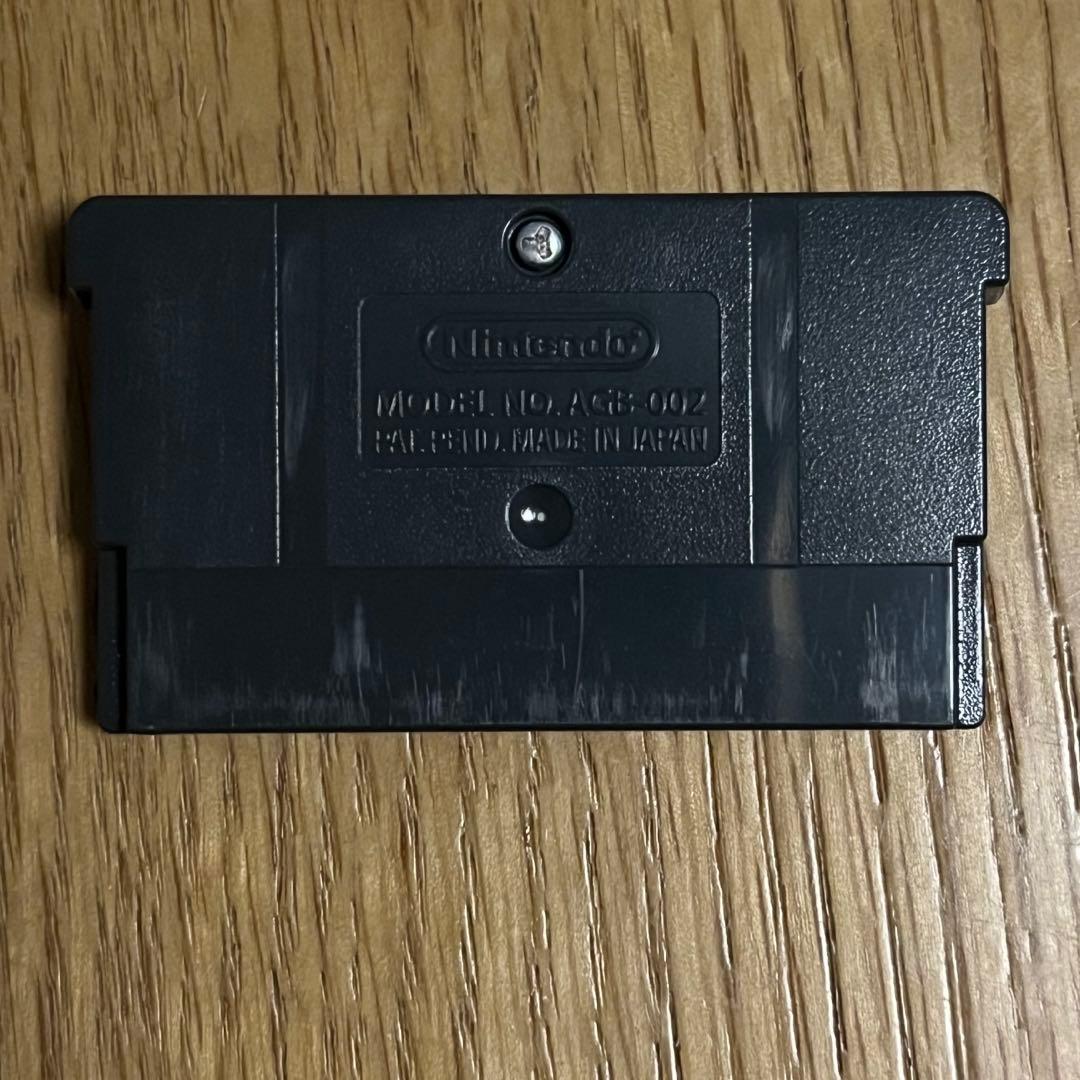 Nintendo®
MODEL NO. AGB-002
PAT. PEND. MADE IN JAPAN